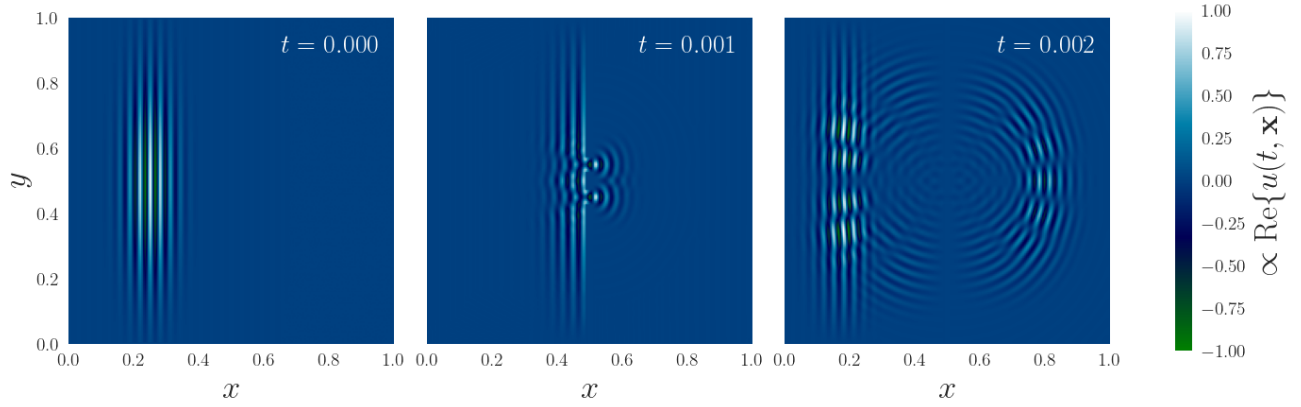 t = 0.000
t = 0.001
t = 0.002
1.0
0.8
0.6
0.4
0.2
0.0
y
0.0 0.2 0.4 0.6 0.8 1.0
x
0.0 0.2 0.4 0.6 0.8 1.0
x
0.0 0.2 0.4 0.6 0.8 1.0
x
1.00
0.75
0.50
0.25
0.00
−0.25
−0.50
−0.75
−1.00
∝ Re{u(t, x)}